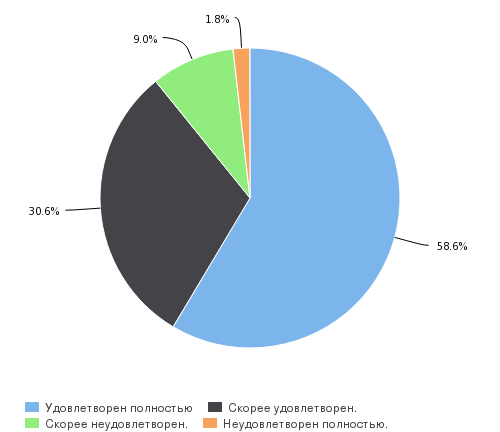 1.8%
9.0%
30.6%
58.6%
Удовлетворен полностью
Скорее удовлетворен.
Скорее неудовлетворен.
Неудовлетворен полностью.